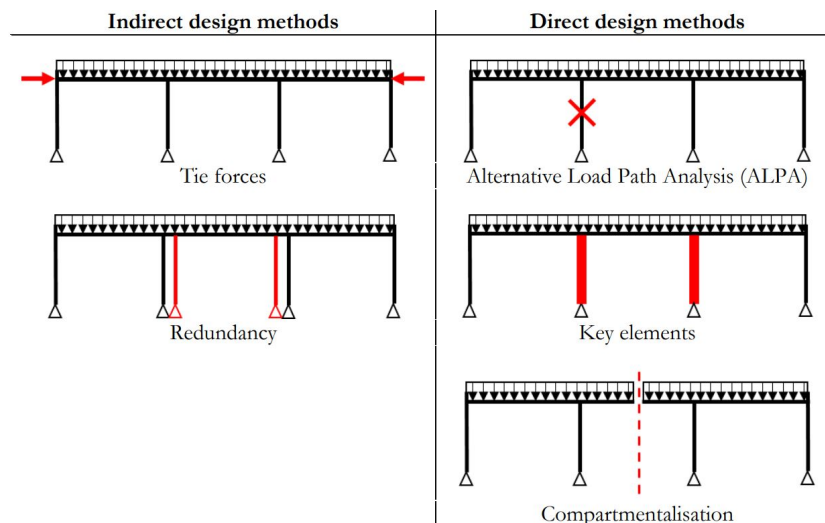 Indirect design methods
Direct design methods
Tie forces
Alternative Load Path Analysis (ALPA)
Redundancy
Key elements
Compartmentalisation